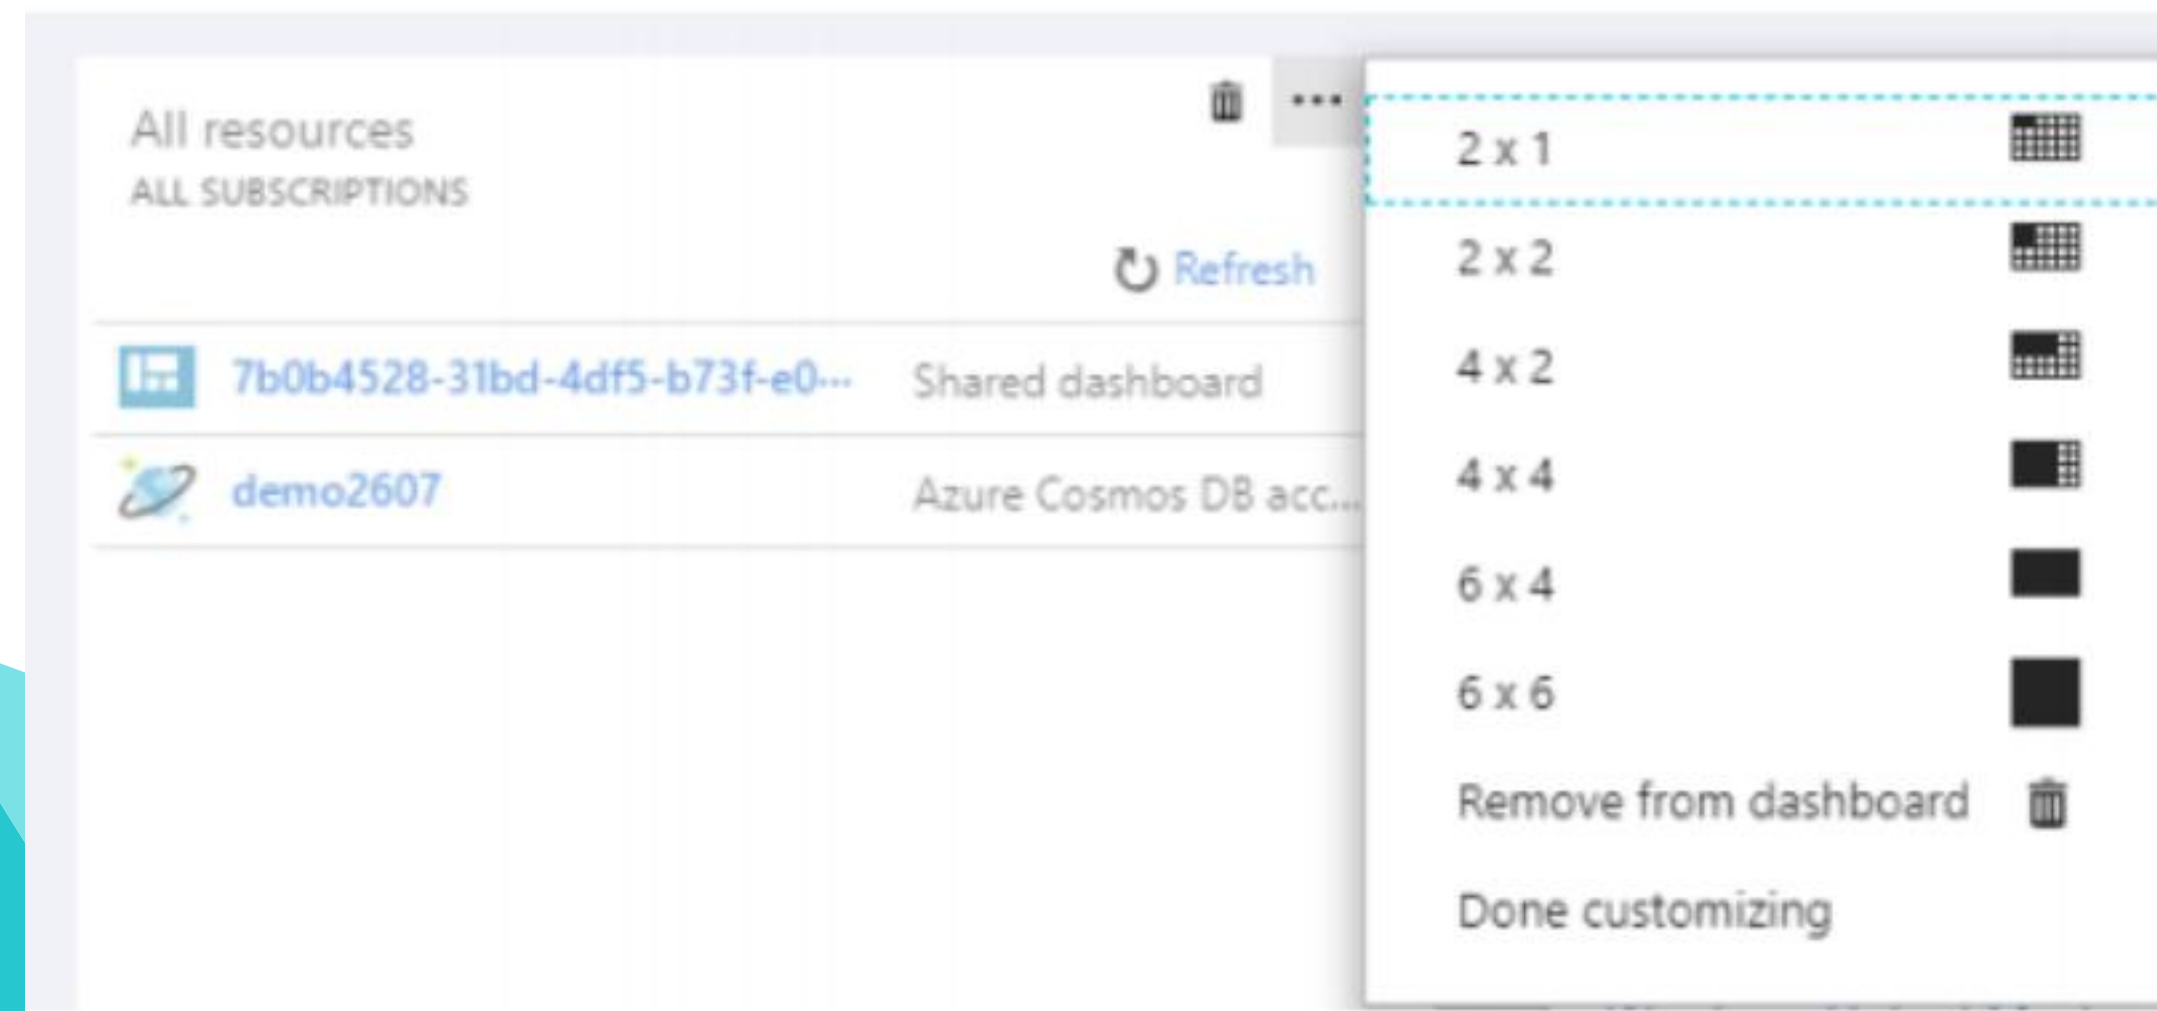 All resources
ALL SUBSCRIPTIONS
Refresh
7b0b4528-31bd-4df5-b73f-e0... Shared dashboard
demo2607 Azure Cosmos DB acc...
2 x 1
2 x 2
4 x 2
4 x 4
6 x 4
6 x 6
Remove from dashboard
Done customizing